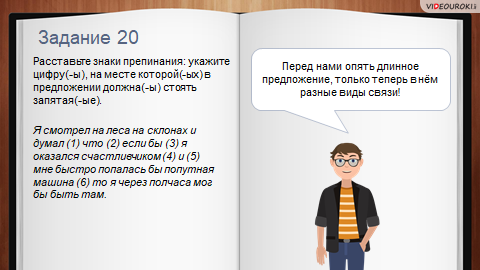 VIDEOUROKI
Задание 20
Расставьте знаки препинания: укажите
цифру(-ы), на месте которой(-ых) в
предложении должна(-ы) стоять
запятая(-ые).
Я смотрел на леса на склонах и
думал (1) что (2) если бы (3) я
оказался счастливчиком (4) и (5)
мне быстро попалась бы попутная
машина (6) то я через полчаса мог
бы быть там.
Перед нами опять длинное
предложение, только теперь в нём
разные виды связи!